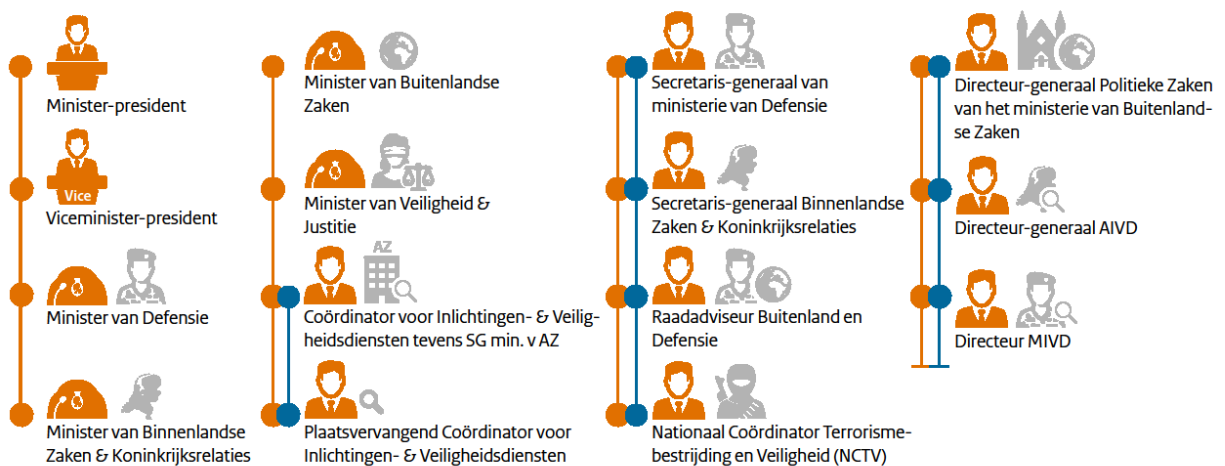 Minister-president
Vice
Viceminister-president
Minister van Defensie
Minister van Binnenlandse
Zaken & Koninkrijksrelaties
Minister van Buitenlandse
Zaken
Minister van Veiligheid &
Justitie
AZ
Coördinator voor Inlichtingen- & Veilig-
heidsdiensten tevens SG min. v AZ
Plaatsvervangend Coördinator voor
Inlichtingen- & Veiligheidsdiensten
Secretaris-generaal van
ministerie van Defensie
Secretaris-generaal Binnenlandse
Zaken & Koninkrijksrelaties
Raadadviseur Buitenland en
Defensie
Nationaal Coördinator Terrorisme-
bestrijding en Veiligheid (NCTV)
Directeur-generaal Politieke Zaken
van het ministerie van Buitenland-
se Zaken
Directeur-generaal AIVD
Directeur MIVD